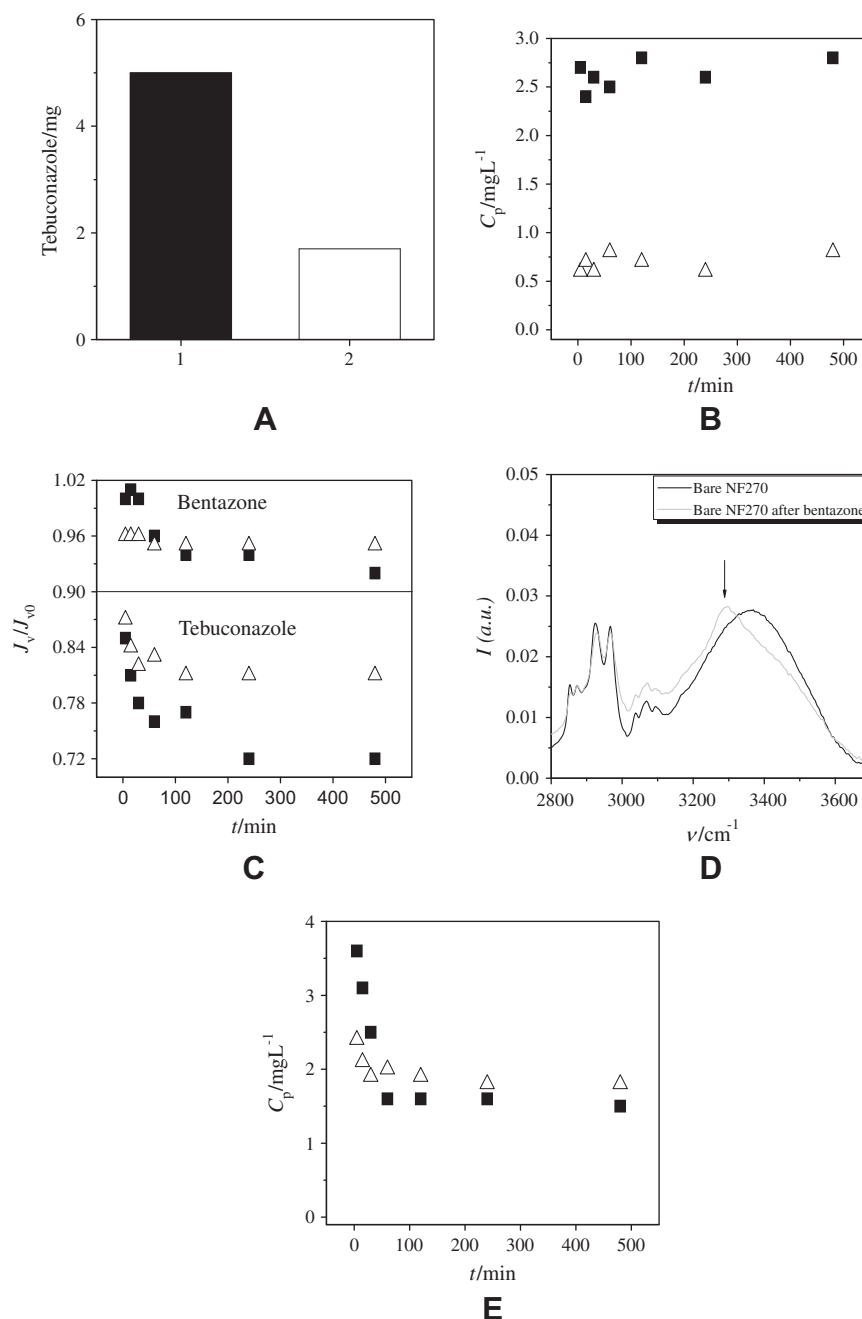 6
4
2
0
Tebuconazole/mg
1
2
A
3.0
2.5
2.0
1.5
1.0
0.5
0.0
C_p/mgL⁻¹
0
100
200
300
400
500
t/min
B
1.02
0.96
0.90
0.84
0.78
0.72
J_v/J_v0
Bentazone
Tebuconazole
0
100
200
300
400
500
t/min
C
0.05
0.04
0.03
0.02
0.01
0.00
I (a.u.)
Bare NF270
Bare NF270 after bentazone
2800
3000
3200
3400
3600
ν/cm⁻¹
D
4
3
2
1
0
C_p/mgL⁻¹
0
100
200
300
400
500
t/min
E